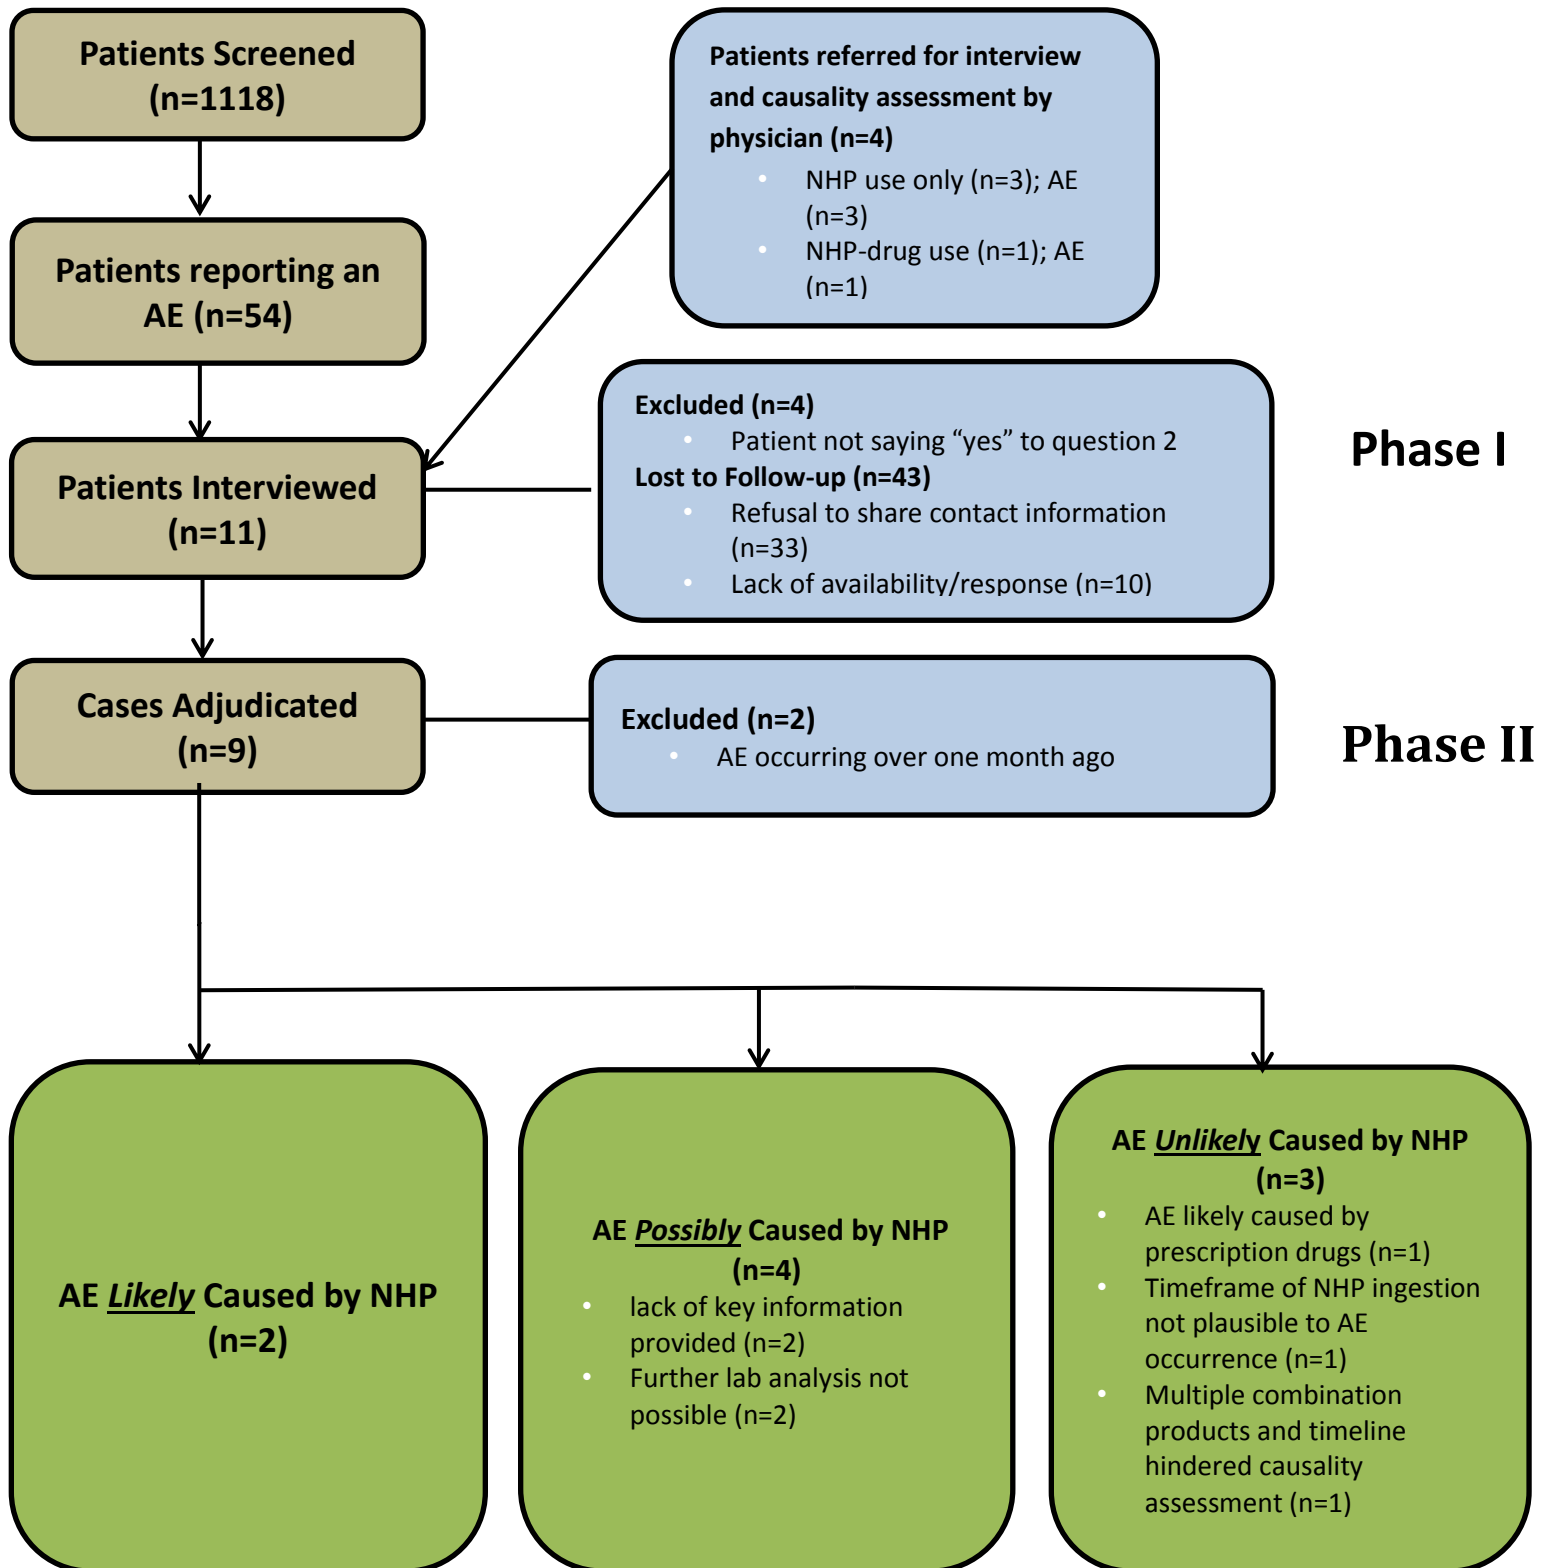 Patients Screened
(n=1118)
Patients referred for interview
and causality assessment by
physician (n=4)
• NHP use only (n=3); AE
(n=3)
• NHP-drug use (n=1); AE
(n=1)
Patients reporting an
AE (n=54)
Excluded (n=4)
• Patient not saying “yes” to question 2
Lost to Follow-up (n=43)
• Refusal to share contact information
(n=33)
• Lack of availability/response (n=10)
Phase I
Patients Interviewed
(n=11)
Cases Adjudicated
(n=9)
Excluded (n=2)
• AE occurring over one month ago
Phase II
AE Likely Caused by NHP
(n=2)
AE Possibly Caused by NHP
(n=4)
• lack of key information
provided (n=2)
• Further lab analysis not
possible (n=2)
AE Unlikely Caused by NHP
(n=3)
• AE likely caused by
prescription drugs (n=1)
• Timeframe of NHP ingestion
not plausible to AE
occurrence (n=1)
• Multiple combination
products and timeline
hindered causality
assessment (n=1)